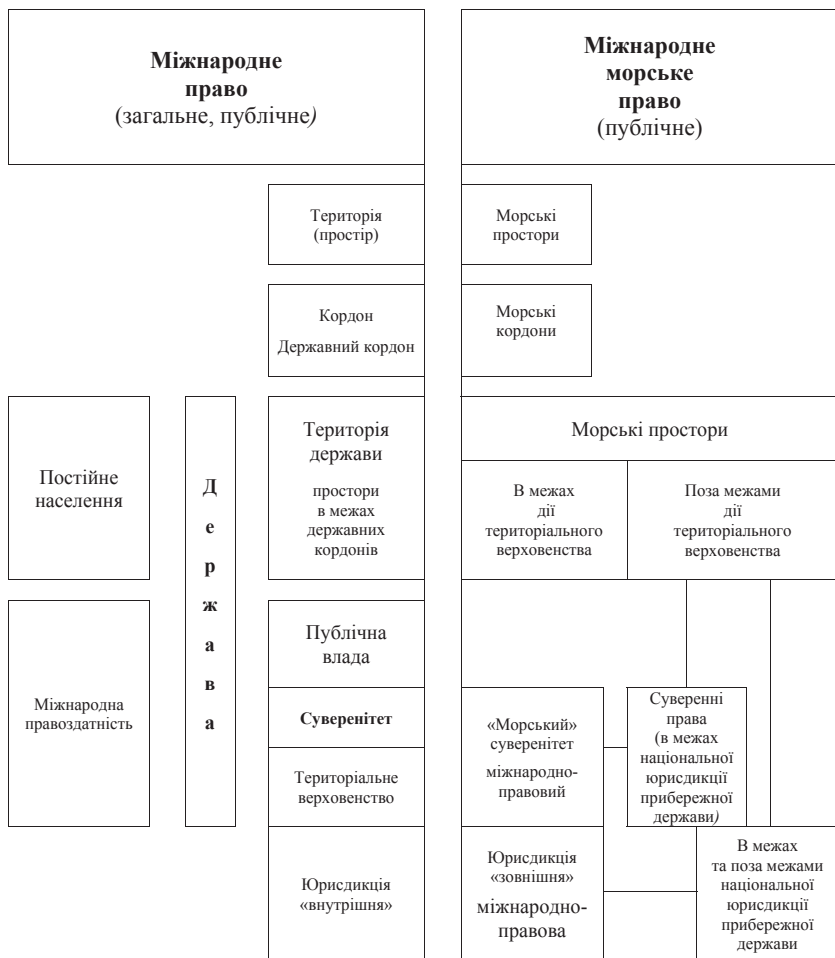 Міжнародне
право
(загальне, публічне)
Міжнародне
морське
право
(публічне)
Територія
(простір)
Морські
простори
Кордон
Державний кордон
Морські
кордони
Постійне
населення
Держава
Територія
держави
простори
в межах
державних
кордонів
Морські простори
В межах
дії
територіального
верховенства
Поза межами
дії
територіального
верховенства
Міжнародна
правоздатність
Публічна
влада
Суверенітет
Територіальне
верховенство
«Морський»
суверенітет
міжнародно-
правовий
Суверенні
права
(в межах
національної
юрисдикції
прибережної
держави)
Юрисдикція
«внутрішня»
Юрисдикція
«зовнішня»
міжнародно-
правова
В межах
та поза межами
національної
юрисдикції
прибережної
держави